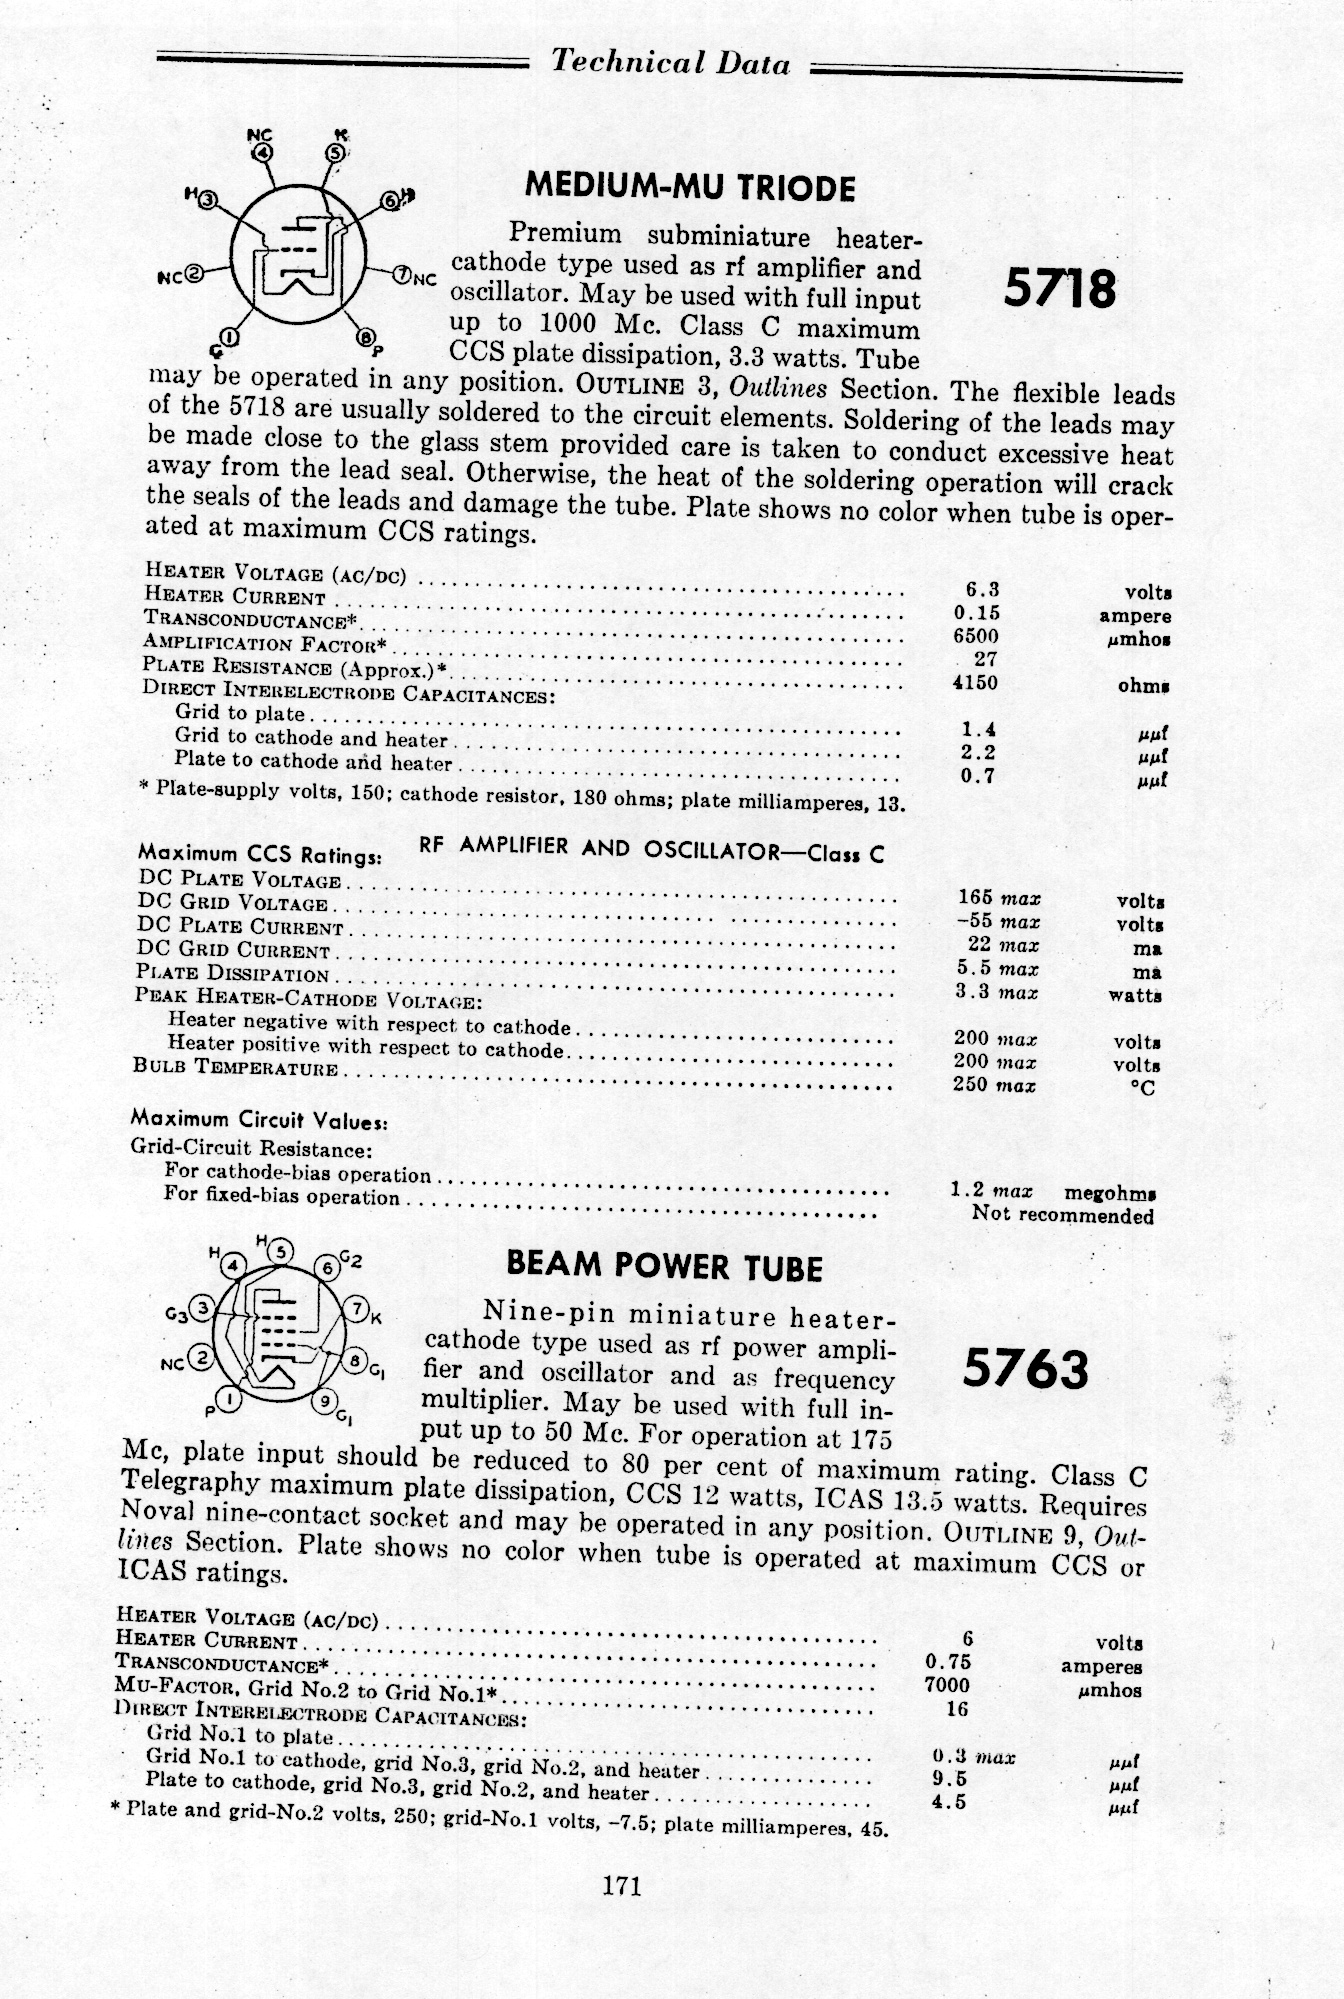 Technical Data
NC K
4 5
H 3 6 H
NC 2 7 NC
1 8
G P
MEDIUM-MU TRIODE
5718
Premium subminiature heater-
cathode type used as rf amplifier and
oscillator. May be used with full input
up to 1000 Mc. Class C maximum
CCS plate dissipation, 3.3 watts. Tube
may be operated in any position. OUTLINE 3, Outlines Section. The flexible leads
of the 5718 are usually soldered to the circuit elements. Soldering of the leads may
be made close to the glass stem provided care is taken to conduct excessive heat
away from the lead seal. Otherwise, the heat of the soldering operation will crack
the seals of the leads and damage the tube. Plate shows no color when tube is oper-
ated at maximum CCS ratings.
HEATER VOLTAGE (AC/DC) ........ 6.3 volts
HEATER CURRENT ........ 0.15 ampere
TRANSCONDUCTANCE* ........ 6500 μmhos
AMPLIFICATION FACTOR* ........ 27
PLATE RESISTANCE (Approx.)* ........ 4150 ohms
DIRECT INTERELECTRODE CAPACITANCES:
Grid to plate ........ 1.4 μμf
Grid to cathode and heater ........ 2.2 μμf
Plate to cathode and heater ........ 0.7 μμf
* Plate-supply volts, 150; cathode resistor, 180 ohms; plate milliamperes, 13.
RF AMPLIFIER AND OSCILLATOR—Class C
Maximum CCS Ratings:
DC PLATE VOLTAGE ........ 165 max volts
DC GRID VOLTAGE ........ –55 max volts
DC PLATE CURRENT ........ 22 max ma
DC GRID CURRENT ........ 5.5 max ma
PLATE DISSIPATION ........ 3.3 max watts
PEAK HEATER-CATHODE VOLTAGE:
Heater negative with respect to cathode ........ 200 max volts
Heater positive with respect to cathode ........ 200 max volts
BULB TEMPERATURE ........ 250 max °C
Maximum Circuit Values:
Grid-Circuit Resistance:
For cathode-bias operation ........ 1.2 max megohms
For fixed-bias operation ........ Not recommended
H 4 H 5 6 G2
G3 3 7 K
NC 2 8 G1
P 1 9 G1
BEAM POWER TUBE
5763
Nine-pin miniature heater-
cathode type used as rf power ampli-
fier and oscillator and as frequency
multiplier. May be used with full in-
put up to 50 Mc. For operation at 175
Mc, plate input should be reduced to 80 per cent of maximum rating. Class C
Telegraphy maximum plate dissipation, CCS 12 watts, ICAS 13.5 watts. Requires
Noval nine-contact socket and may be operated in any position. OUTLINE 9, Out-
lines Section. Plate shows no color when tube is operated at maximum CCS or
ICAS ratings.
HEATER VOLTAGE (AC/DC) ........ 6 volts
HEATER CURRENT ........ 0.75 amperes
TRANSCONDUCTANCE* ........ 7000 μmhos
MU-FACTOR, Grid No.2 to Grid No.1* ........ 16
DIRECT INTERELECTRODE CAPACITANCES:
Grid No.1 to plate ........ 0.3 max μμf
Grid No.1 to cathode, grid No.3, grid No.2, and heater ........ 9.5 μμf
Plate to cathode, grid No.3, grid No.2, and heater ........ 4.5 μμf
* Plate and grid-No.2 volts, 250; grid-No.1 volts, –7.5; plate milliamperes, 45.
171